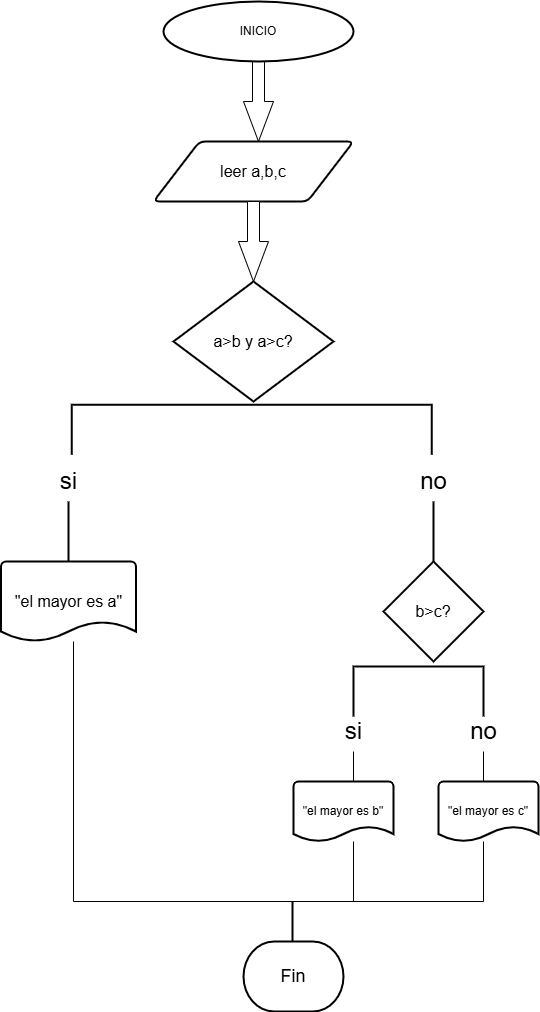 INICIO
leer a,b,c
a>b y a>c?
si
no
"el mayor es a"
b>c?
si
no
"el mayor es b"
"el mayor es c"
Fin